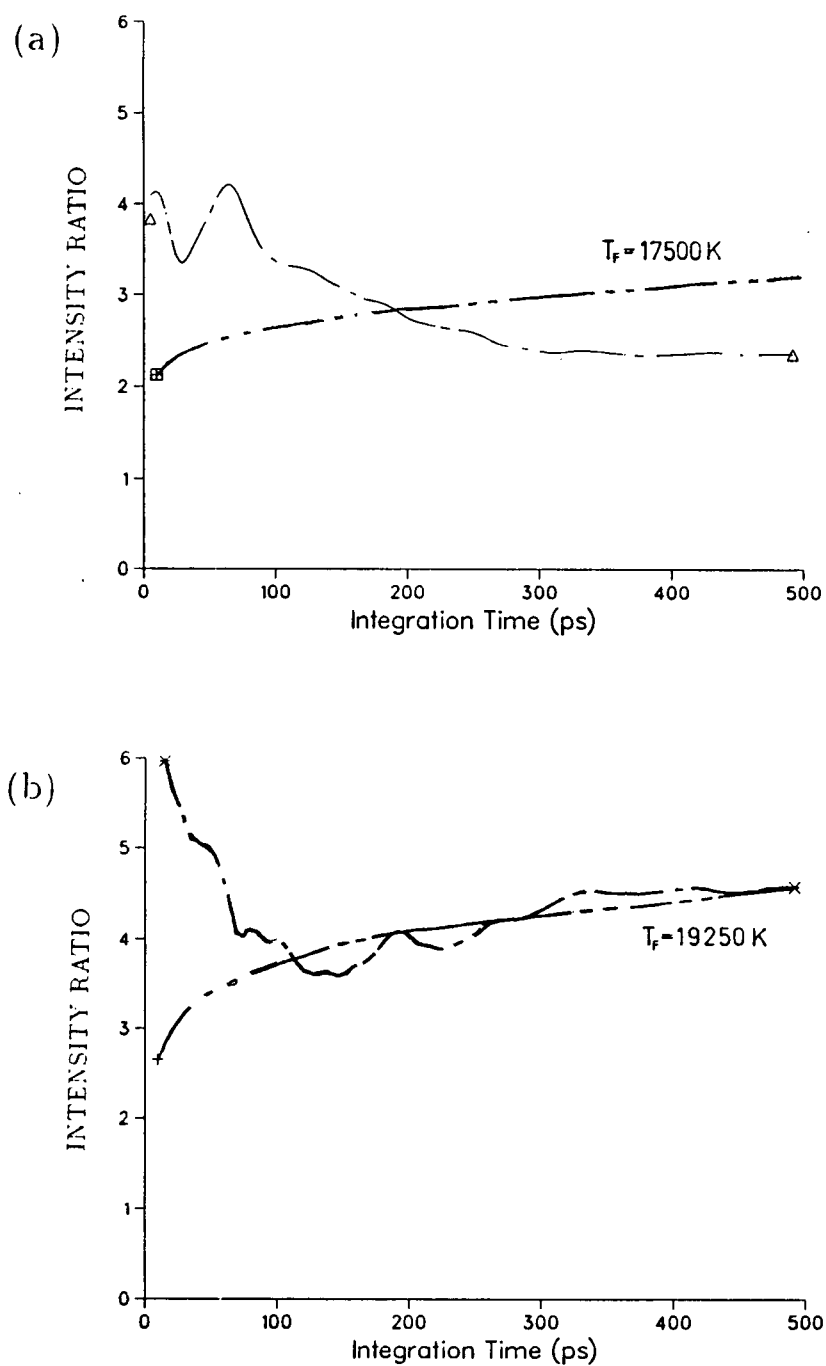 (a)
6
5
4
3
2
1
0
INTENSITY RATIO
T_F = 17500 K
0 100 200 300 400 500
Integration Time (ps)
(b)
6
5
4
3
2
1
0
INTENSITY RATIO
T_F = 19250 K
0 100 200 300 400 500
Integration Time (ps)